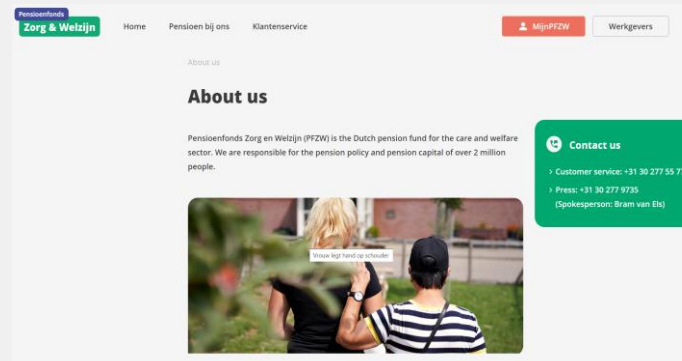 Pensioenfonds
Zorg & Welzijn
Home
Pensioen bij ons
Klantenservice
MijnPFZW
Werkgevers
About us
About us
Pensioenfonds Zorg en Welzijn (PFZW) is the Dutch pension fund for the care and welfare
sector. We are responsible for the pension policy and pension capital of over 2 million
people.
Contact us
› Customer service: +31 30 277 55 7
› Press: +31 30 277 9735
(Spokesperson: Bram van Els)
Vrouw legt hand op schouder